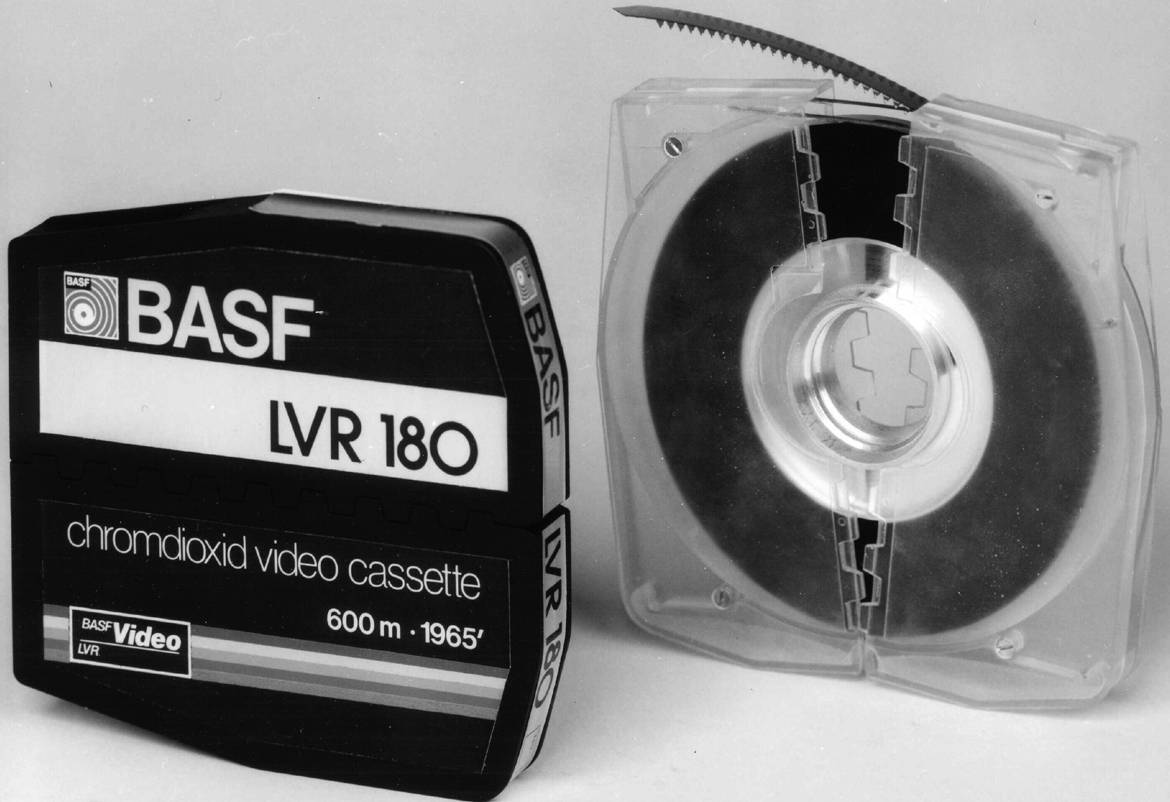 BASF
BASF
LVR 180
chromdioxid video cassette
600 m · 1965'
BASF Video
LVR
BASF
LVR 180